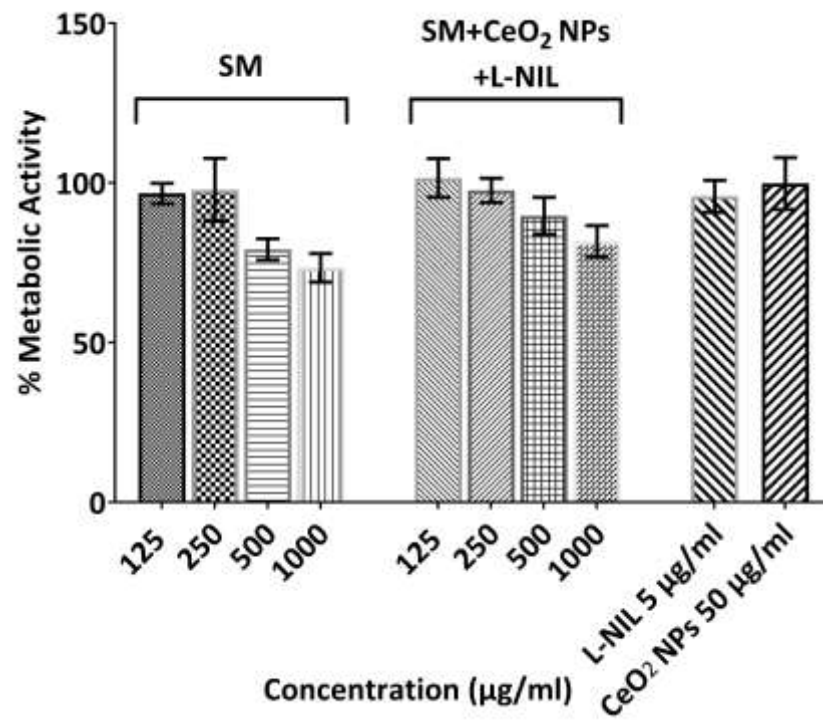 % Metabolic Activity
150
100
50
0
SM
SM+CeO₂ NPs
+L-NIL
125
250
500
1000
125
250
500
1000
L-NIL 5 µg/ml
CeO₂ NPs 50 µg/ml
Concentration (µg/ml)